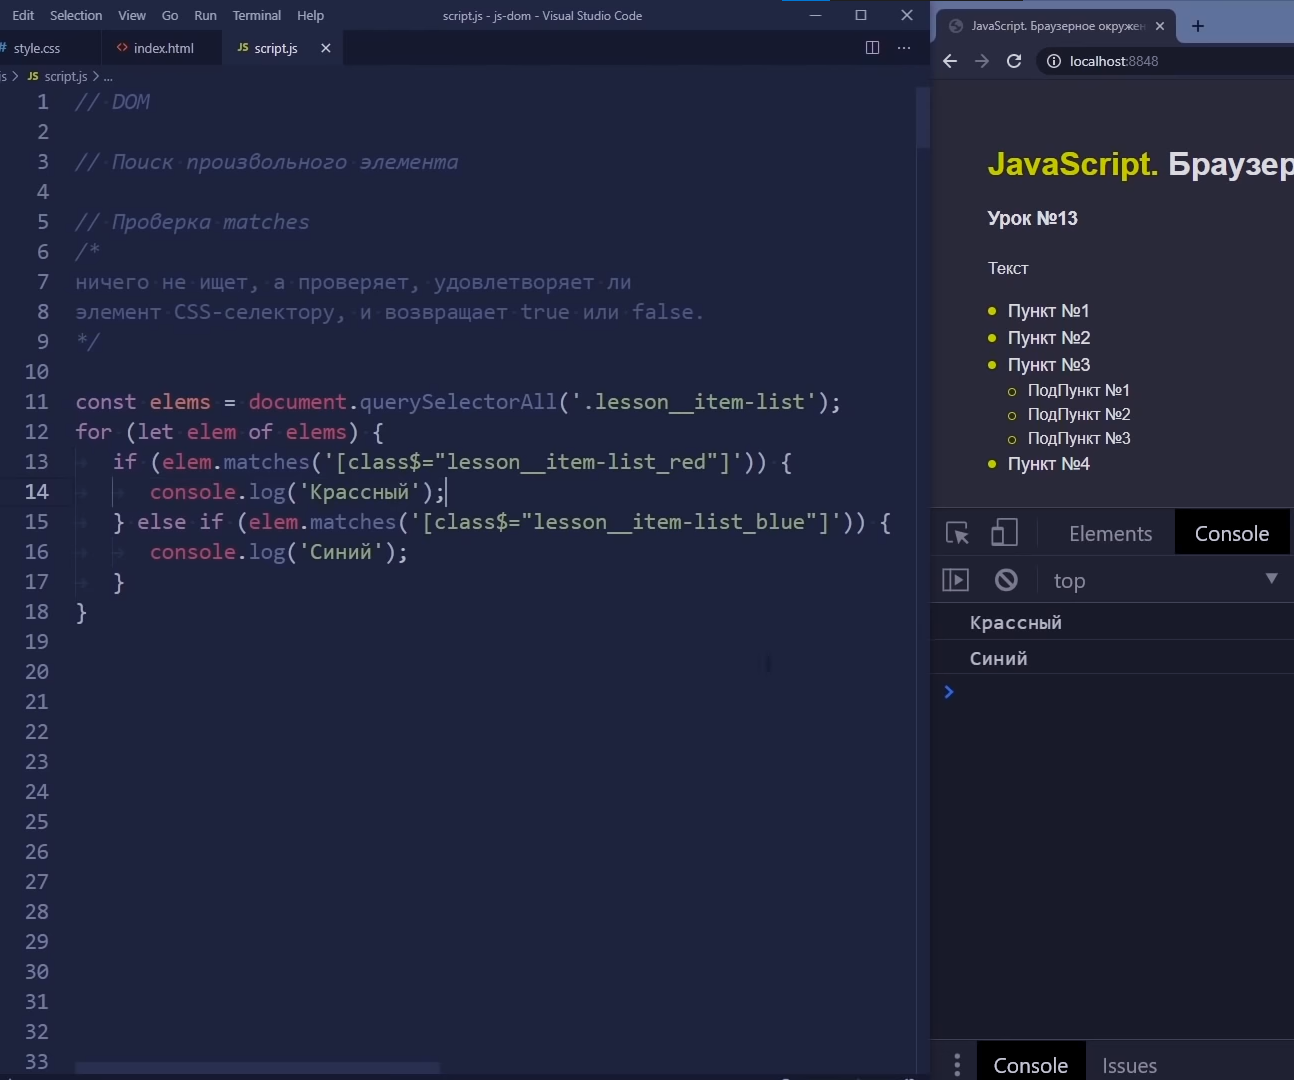 Edit Selection View Go Run Terminal Help script.js - js-dom - Visual Studio Code
# style.css <> index.html JS script.js ×
js > JS script.js > ...
1 // DOM
2
3 // Поиск произвольного элемента
4
5 // Проверка matches
6 /*
7 ничего не ищет, а проверяет, удовлетворяет ли
8 элемент CSS-селектору, и возвращает true или false.
9 */
10
11 const elems = document.querySelectorAll('.lesson__item-list');
12 for (let elem of elems) {
13 if (elem.matches('[class$="lesson__item-list_red"]')) {
14 console.log('Крассный');
15 } else if (elem.matches('[class$="lesson__item-list_blue"]')) {
16 console.log('Синий');
17 }
18 }
19
20
21
22
23
24
25
26
27
28
29
30
31
32
33
JavaScript. Браузерное окружен
localhost:8848
JavaScript. Браузер
Урок №13
Текст
Пункт №1
Пункт №2
Пункт №3
ПодПункт №1
ПодПункт №2
ПодПункт №3
Пункт №4
Elements Console
top
Крассный
Синий
Console Issues